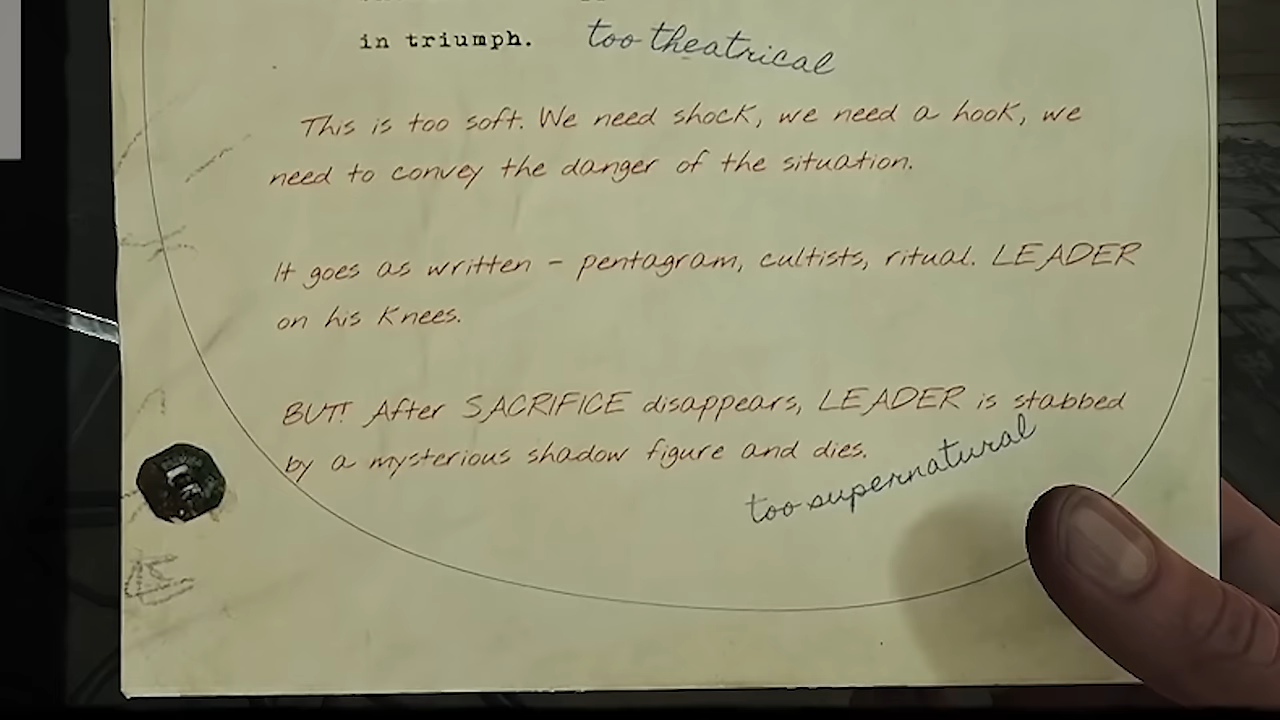 in triumph. too theatrical
This is too soft. We need shock, we need a hook, we
need to convey the danger of the situation.
It goes as written - pentagram, cultists, ritual. LEADER
on his knees.
BUT! After SACRIFICE disappears, LEADER is stabbed
by a mysterious shadow figure and dies.
too supernatural